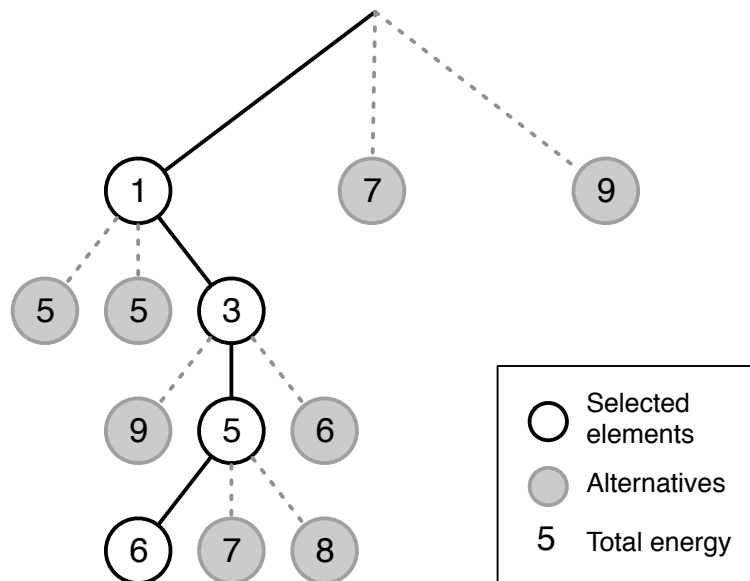 1 7 9
5 5 3
9 5 6
6 7 8
Selected
elements
Alternatives
5 Total energy